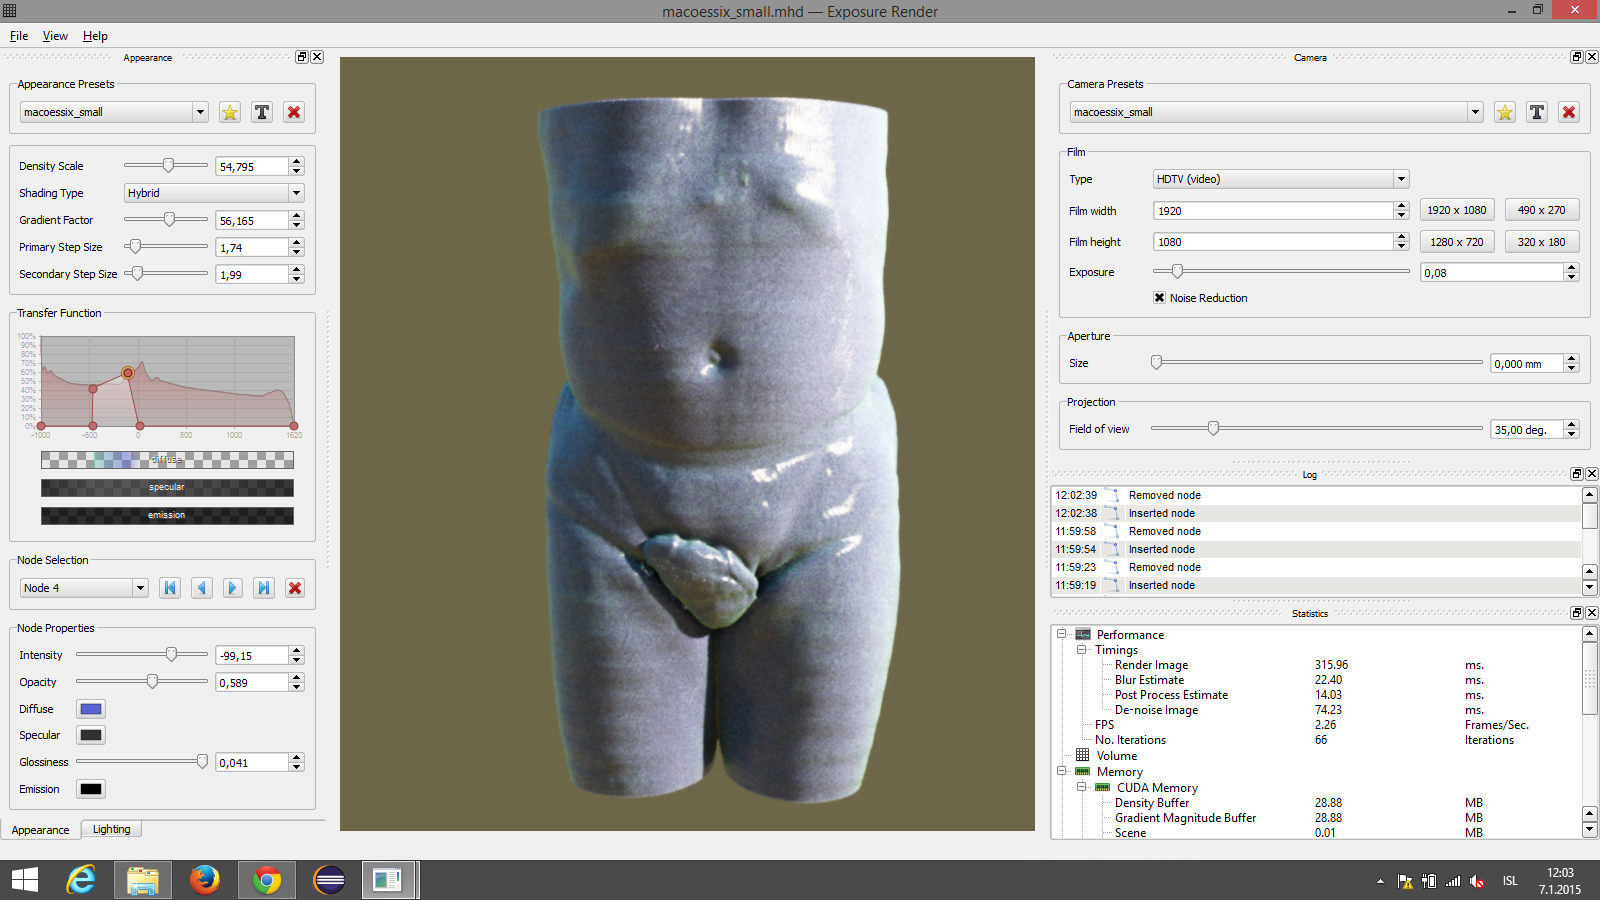 macoessix_small.mhd — Exposure Render
File View Help
Appearance
Appearance Presets
macoessix_small
Density Scale 54,795
Shading Type Hybrid
Gradient Factor 56,165
Primary Step Size 1,74
Secondary Step Size 1,99
Transfer Function
100%
90%
80%
70%
60%
50%
40%
30%
20%
10%
0%
-1000 -500 0 500 1000 1620
diffuse
specular
emission
Node Selection
Node 4
Node Properties
Intensity -99,15
Opacity 0,589
Diffuse
Specular
Glossiness 0,041
Emission
Appearance Lighting
Camera
Camera Presets
macoessix_small
Film
Type HDTV (video)
Film width 1920 1920 x 1080 490 x 270
Film height 1080 1280 x 720 320 x 180
Exposure 0,08
Noise Reduction
Aperture
Size 0,000 mm
Projection
Field of view 35,00 deg.
Log
12:02:39 Removed node
12:02:38 Inserted node
11:59:58 Removed node
11:59:54 Inserted node
11:59:23 Removed node
11:59:19 Inserted node
Statistics
Performance
Timings
Render Image 315.96 ms.
Blur Estimate 22.40 ms.
Post Process Estimate 14.03 ms.
De-noise Image 74.23 ms.
FPS 2.26 Frames/Sec.
No. Iterations 66 Iterations
Volume
Memory
CUDA Memory
Density Buffer 28.88 MB
Gradient Magnitude Buffer 28.88 MB
Scene 0.01 MB
ISL
12:03
7.1.2015